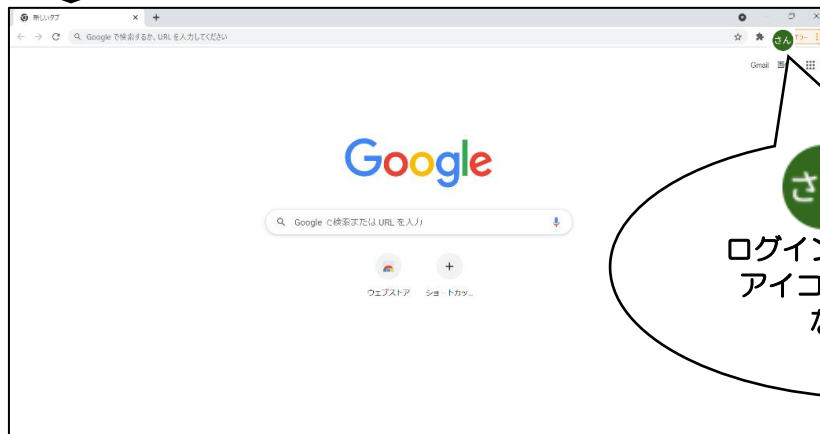 新しいタブ
Google で検索するか、URL を入力してください
さん
Gmail
Google
Google で検索または URL を入力
ウェブストア
ショートカッ...
さ
ログイン
アイコ
な